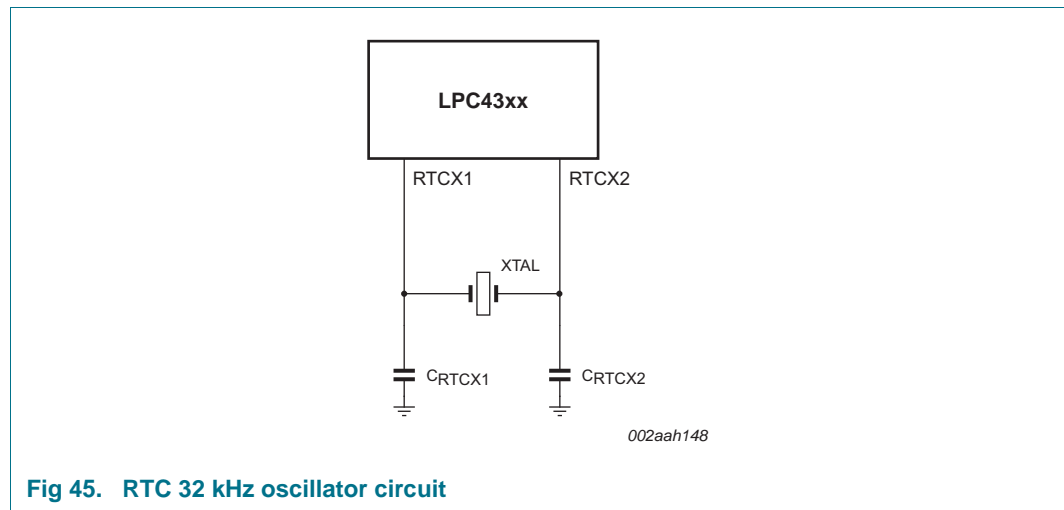 LPC43xx
RTCX1
RTCX2
XTAL
CRTCX1
CRTCX2
002aah148
Fig 45. RTC 32 kHz oscillator circuit